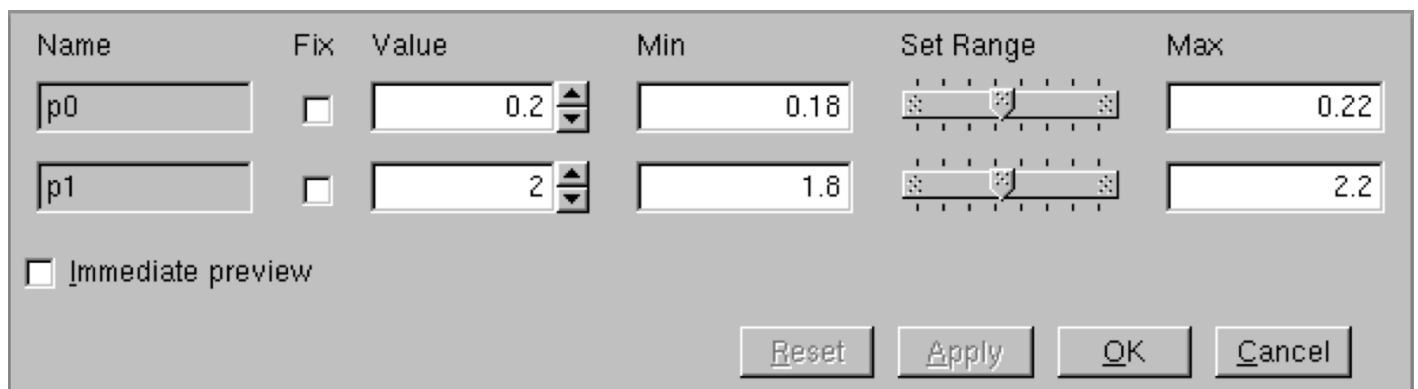 Name Fix Value Min Set Range Max
p0 0.2 0.18 0.22
p1 2 1.8 2.2
Immediate preview
Reset Apply OK Cancel